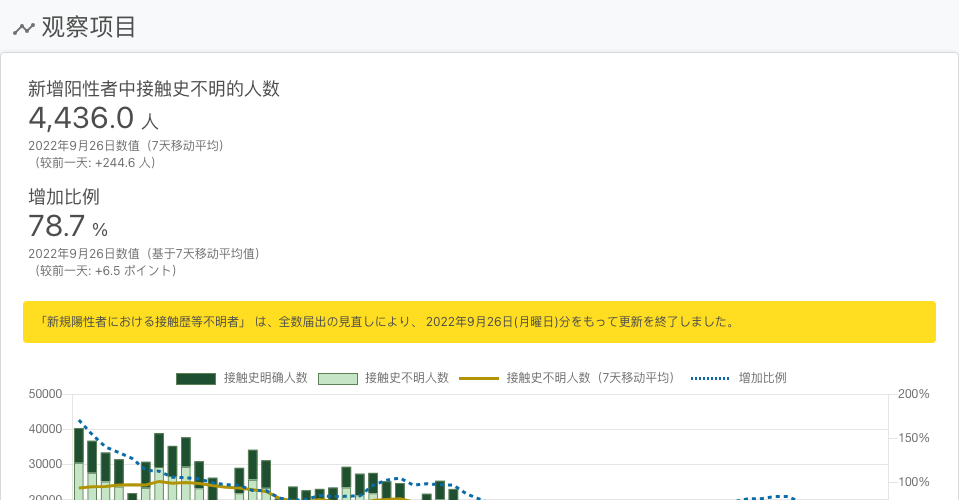 观察项目
新增阳性者中接触史不明的人数
4,436.0 人
2022年9月26日数值（7天移动平均）
（较前一天: +244.6 人）
增加比例
78.7 %
2022年9月26日数值（基于7天移动平均值）
（较前一天: +6.5 ポイント）
「新規陽性者における接触歴等不明者」 は、全数届出の見直しにより、 2022年9月26日(月曜日)分をもって更新を終了しました。
接触史明确人数 接触史不明人数 接触史不明人数（7天移动平均） 增加比例
50000 200%
40000 150%
30000
100%
20000